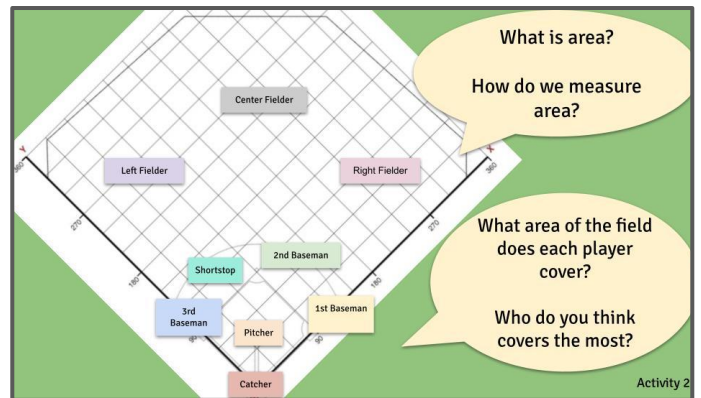 What is area?
How do we measure
area?
Center Fielder
Y
X
360
360
Left Fielder
Right Fielder
270
270
What area of the field
does each player
cover?
2nd Baseman
Shortstop
180
180
3rd
Baseman
1st Baseman
Who do you think
covers the most?
Pitcher
90
90
Catcher
Activity 2